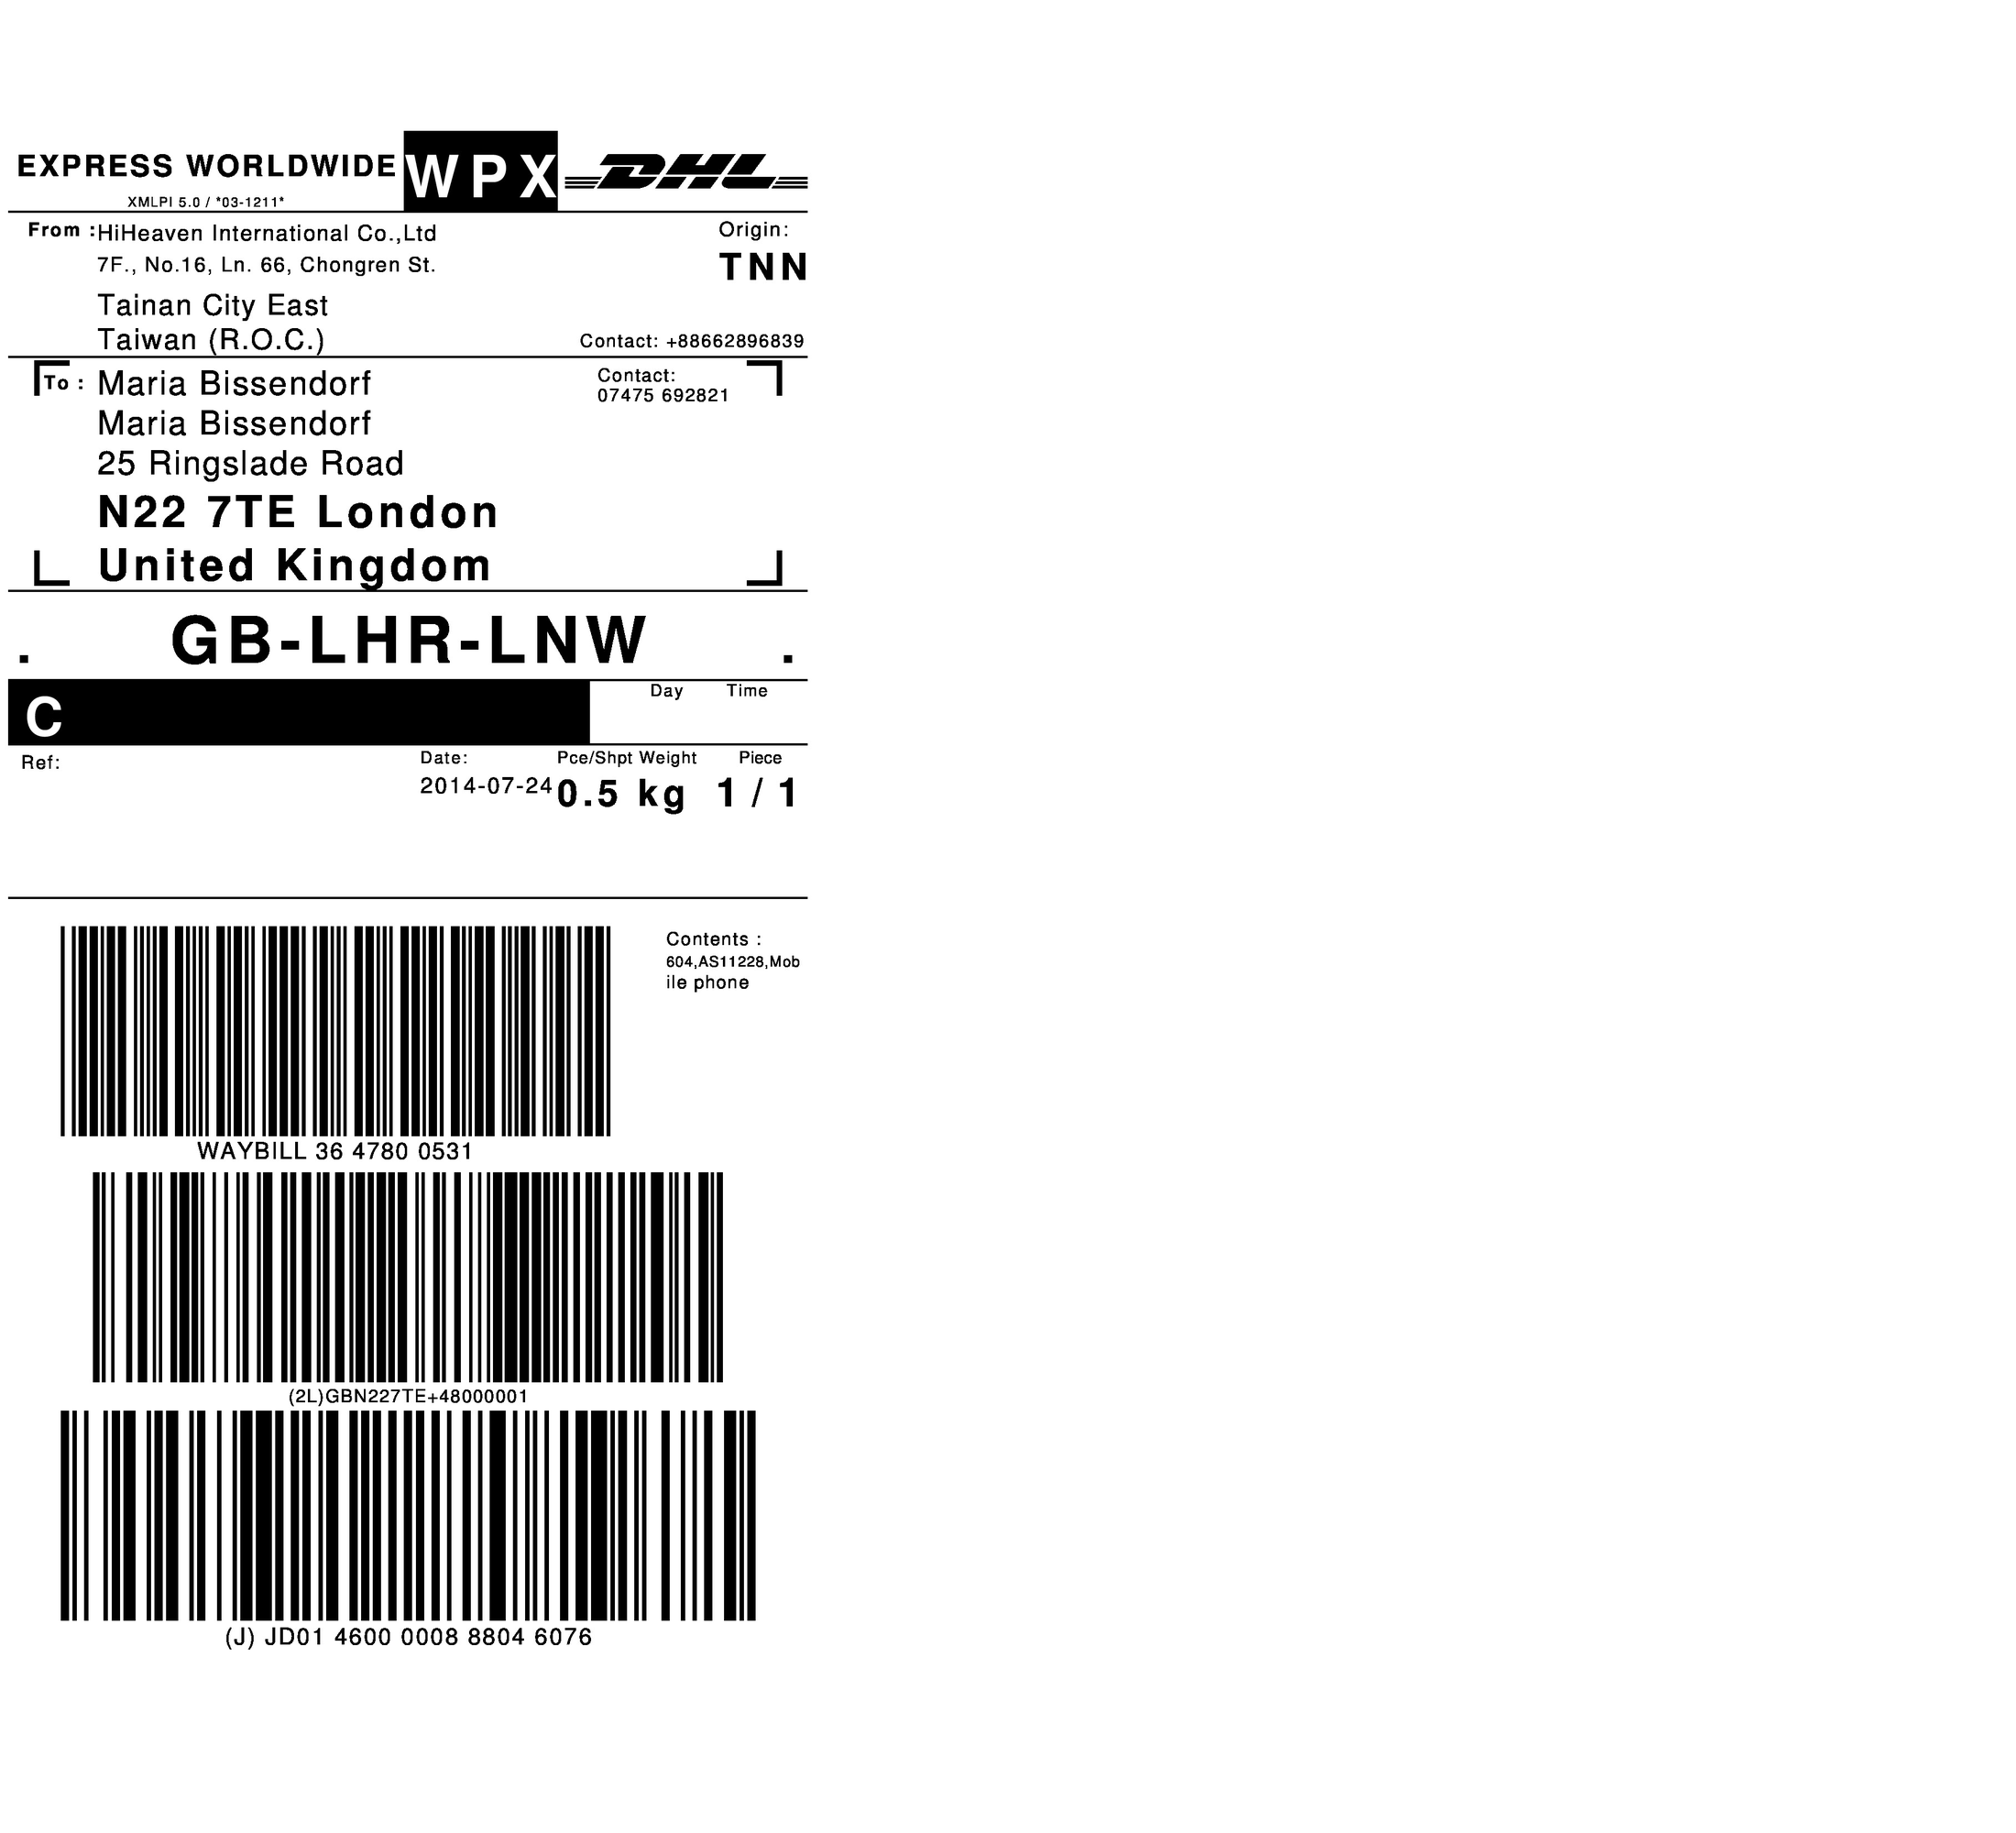 EXPRESS WORLDWIDE WPX DHL
XMLPI 5.0 / *03-1211*
From : HiHeaven International Co.,Ltd Origin:
7F., No.16, Ln. 66, Chongren St. TNN
Tainan City East
Taiwan (R.O.C.) Contact: +88662896839
To : Maria Bissendorf Contact:
07475 692821
Maria Bissendorf
25 Ringslade Road
N22 7TE London
United Kingdom
. GB-LHR-LNW .
C Day Time
Ref: Date: Pce/Shpt Weight Piece
2014-07-24 0.5 kg 1 / 1
Contents :
604,AS11228,Mob
ile phone
WAYBILL 36 4780 0531
(2L)GBN227TE+48000001
(J) JD01 4600 0008 8804 6076